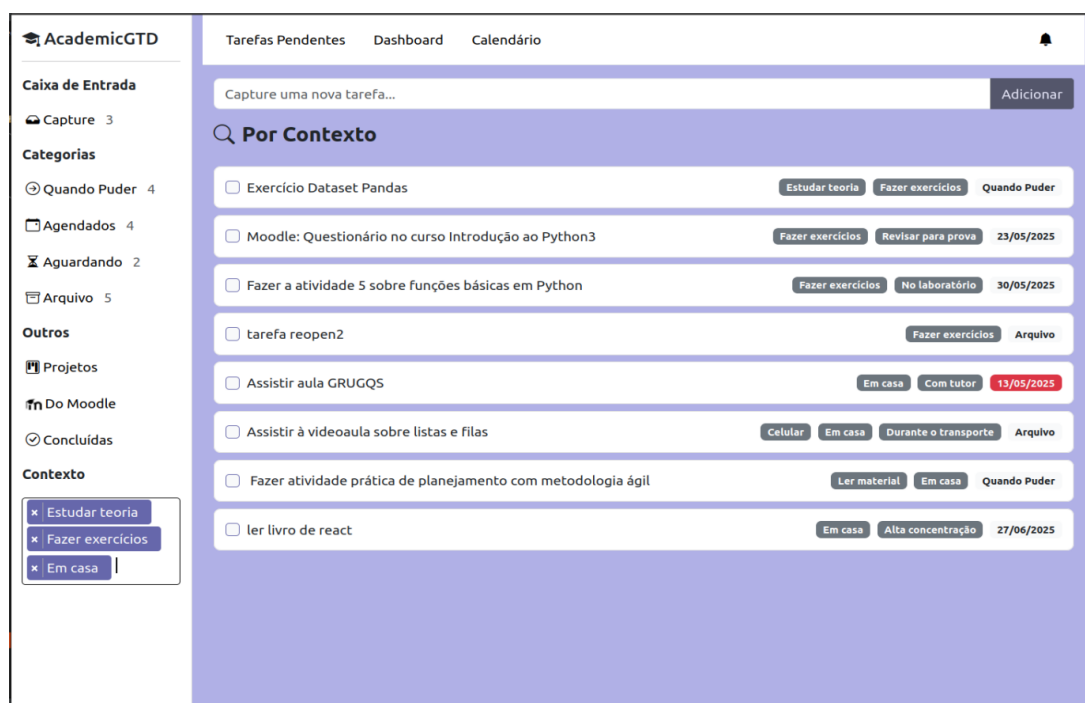 AcademicGTD
Caixa de Entrada
Capture 3
Categorias
Quando Puder 4
Agendados 4
Aguardando 2
Arquivo 5
Outros
Projetos
Do Moodle
Concluídas
Contexto
× Estudar teoria
× Fazer exercícios
× Em casa
Tarefas Pendentes Dashboard Calendário
Capture uma nova tarefa... Adicionar
Por Contexto
Exercício Dataset Pandas Estudar teoria Fazer exercícios Quando Puder
Moodle: Questionário no curso Introdução ao Python3 Fazer exercícios Revisar para prova 23/05/2025
Fazer a atividade 5 sobre funções básicas em Python Fazer exercícios No laboratório 30/05/2025
tarefa reopen2 Fazer exercícios Arquivo
Assistir aula GRUGQS Em casa Com tutor 13/05/2025
Assistir à videoaula sobre listas e filas Celular Em casa Durante o transporte Arquivo
Fazer atividade prática de planejamento com metodologia ágil Ler material Em casa Quando Puder
ler livro de react Em casa Alta concentração 27/06/2025